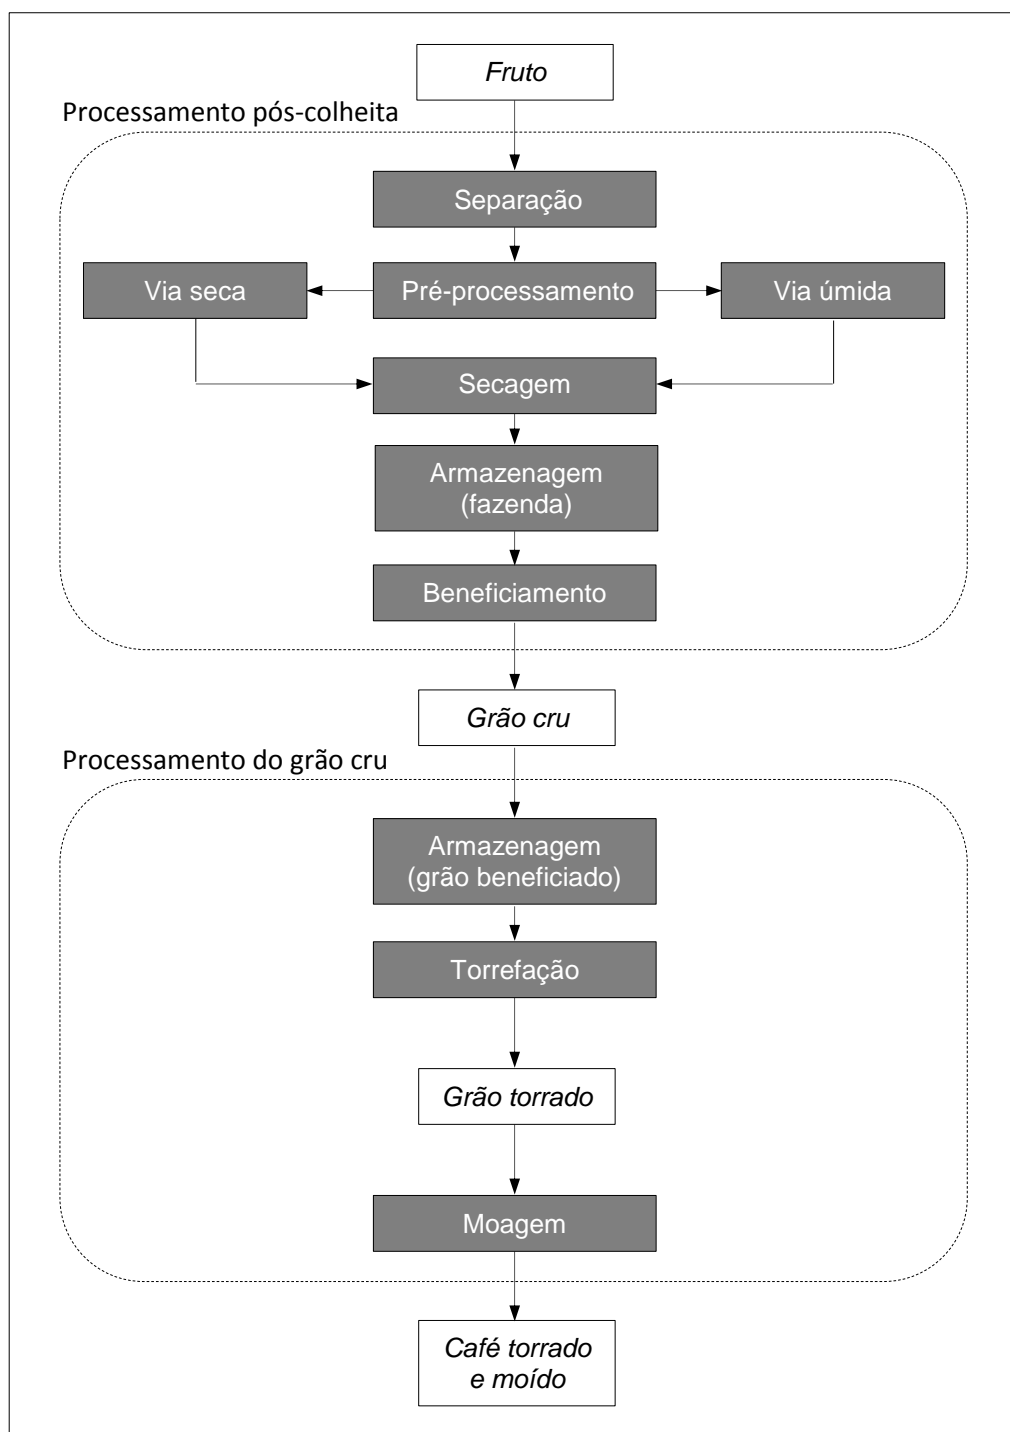 Fruto
Processamento pós-colheita
Separação
Via seca
Pré-processamento
Via úmida
Secagem
Armazenagem
(fazenda)
Beneficiamento
Grão cru
Processamento do grão cru
Armazenagem
(grão beneficiado)
Torrefação
Grão torrado
Moagem
Café torrado
e moído